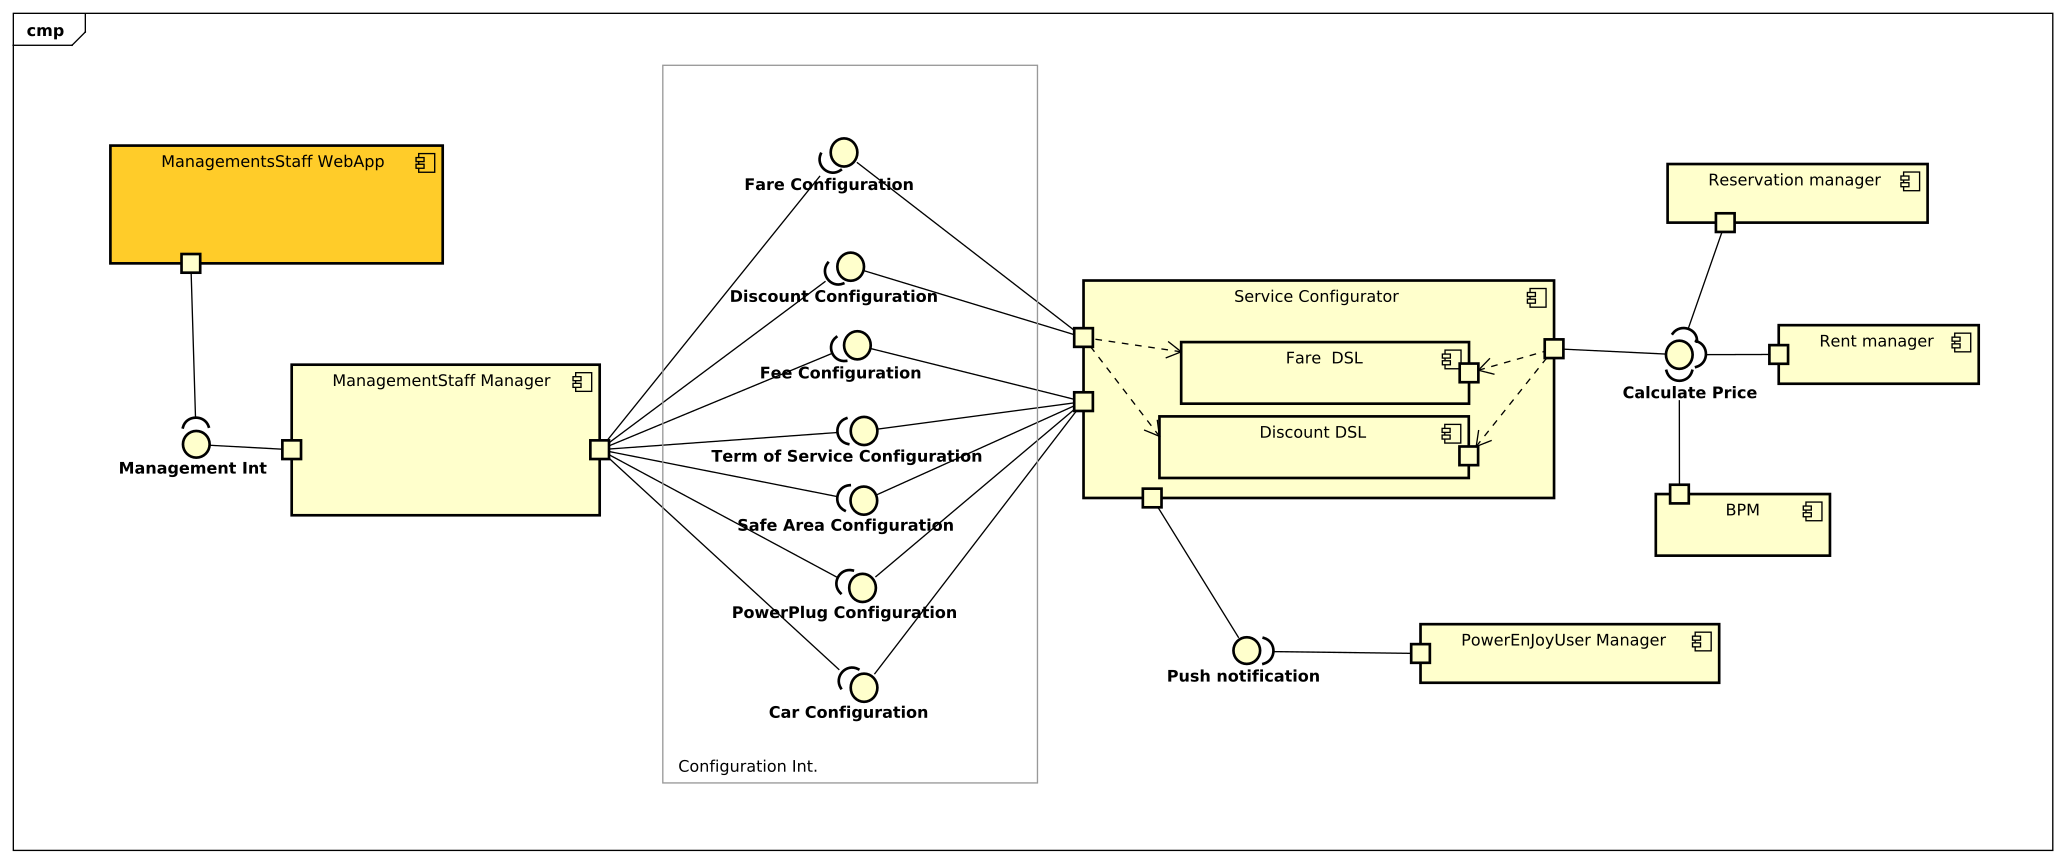 cmp
ManagementsStaff WebApp
Management Int
ManagementStaff Manager
Fare Configuration
Discount Configuration
Fee Configuration
Term of Service Configuration
Safe Area Configuration
PowerPlug Configuration
Car Configuration
Configuration Int.
Service Configurator
Fare  DSL
Discount DSL
Push notification
PowerEnJoyUser Manager
Reservation manager
Rent manager
Calculate Price
BPM